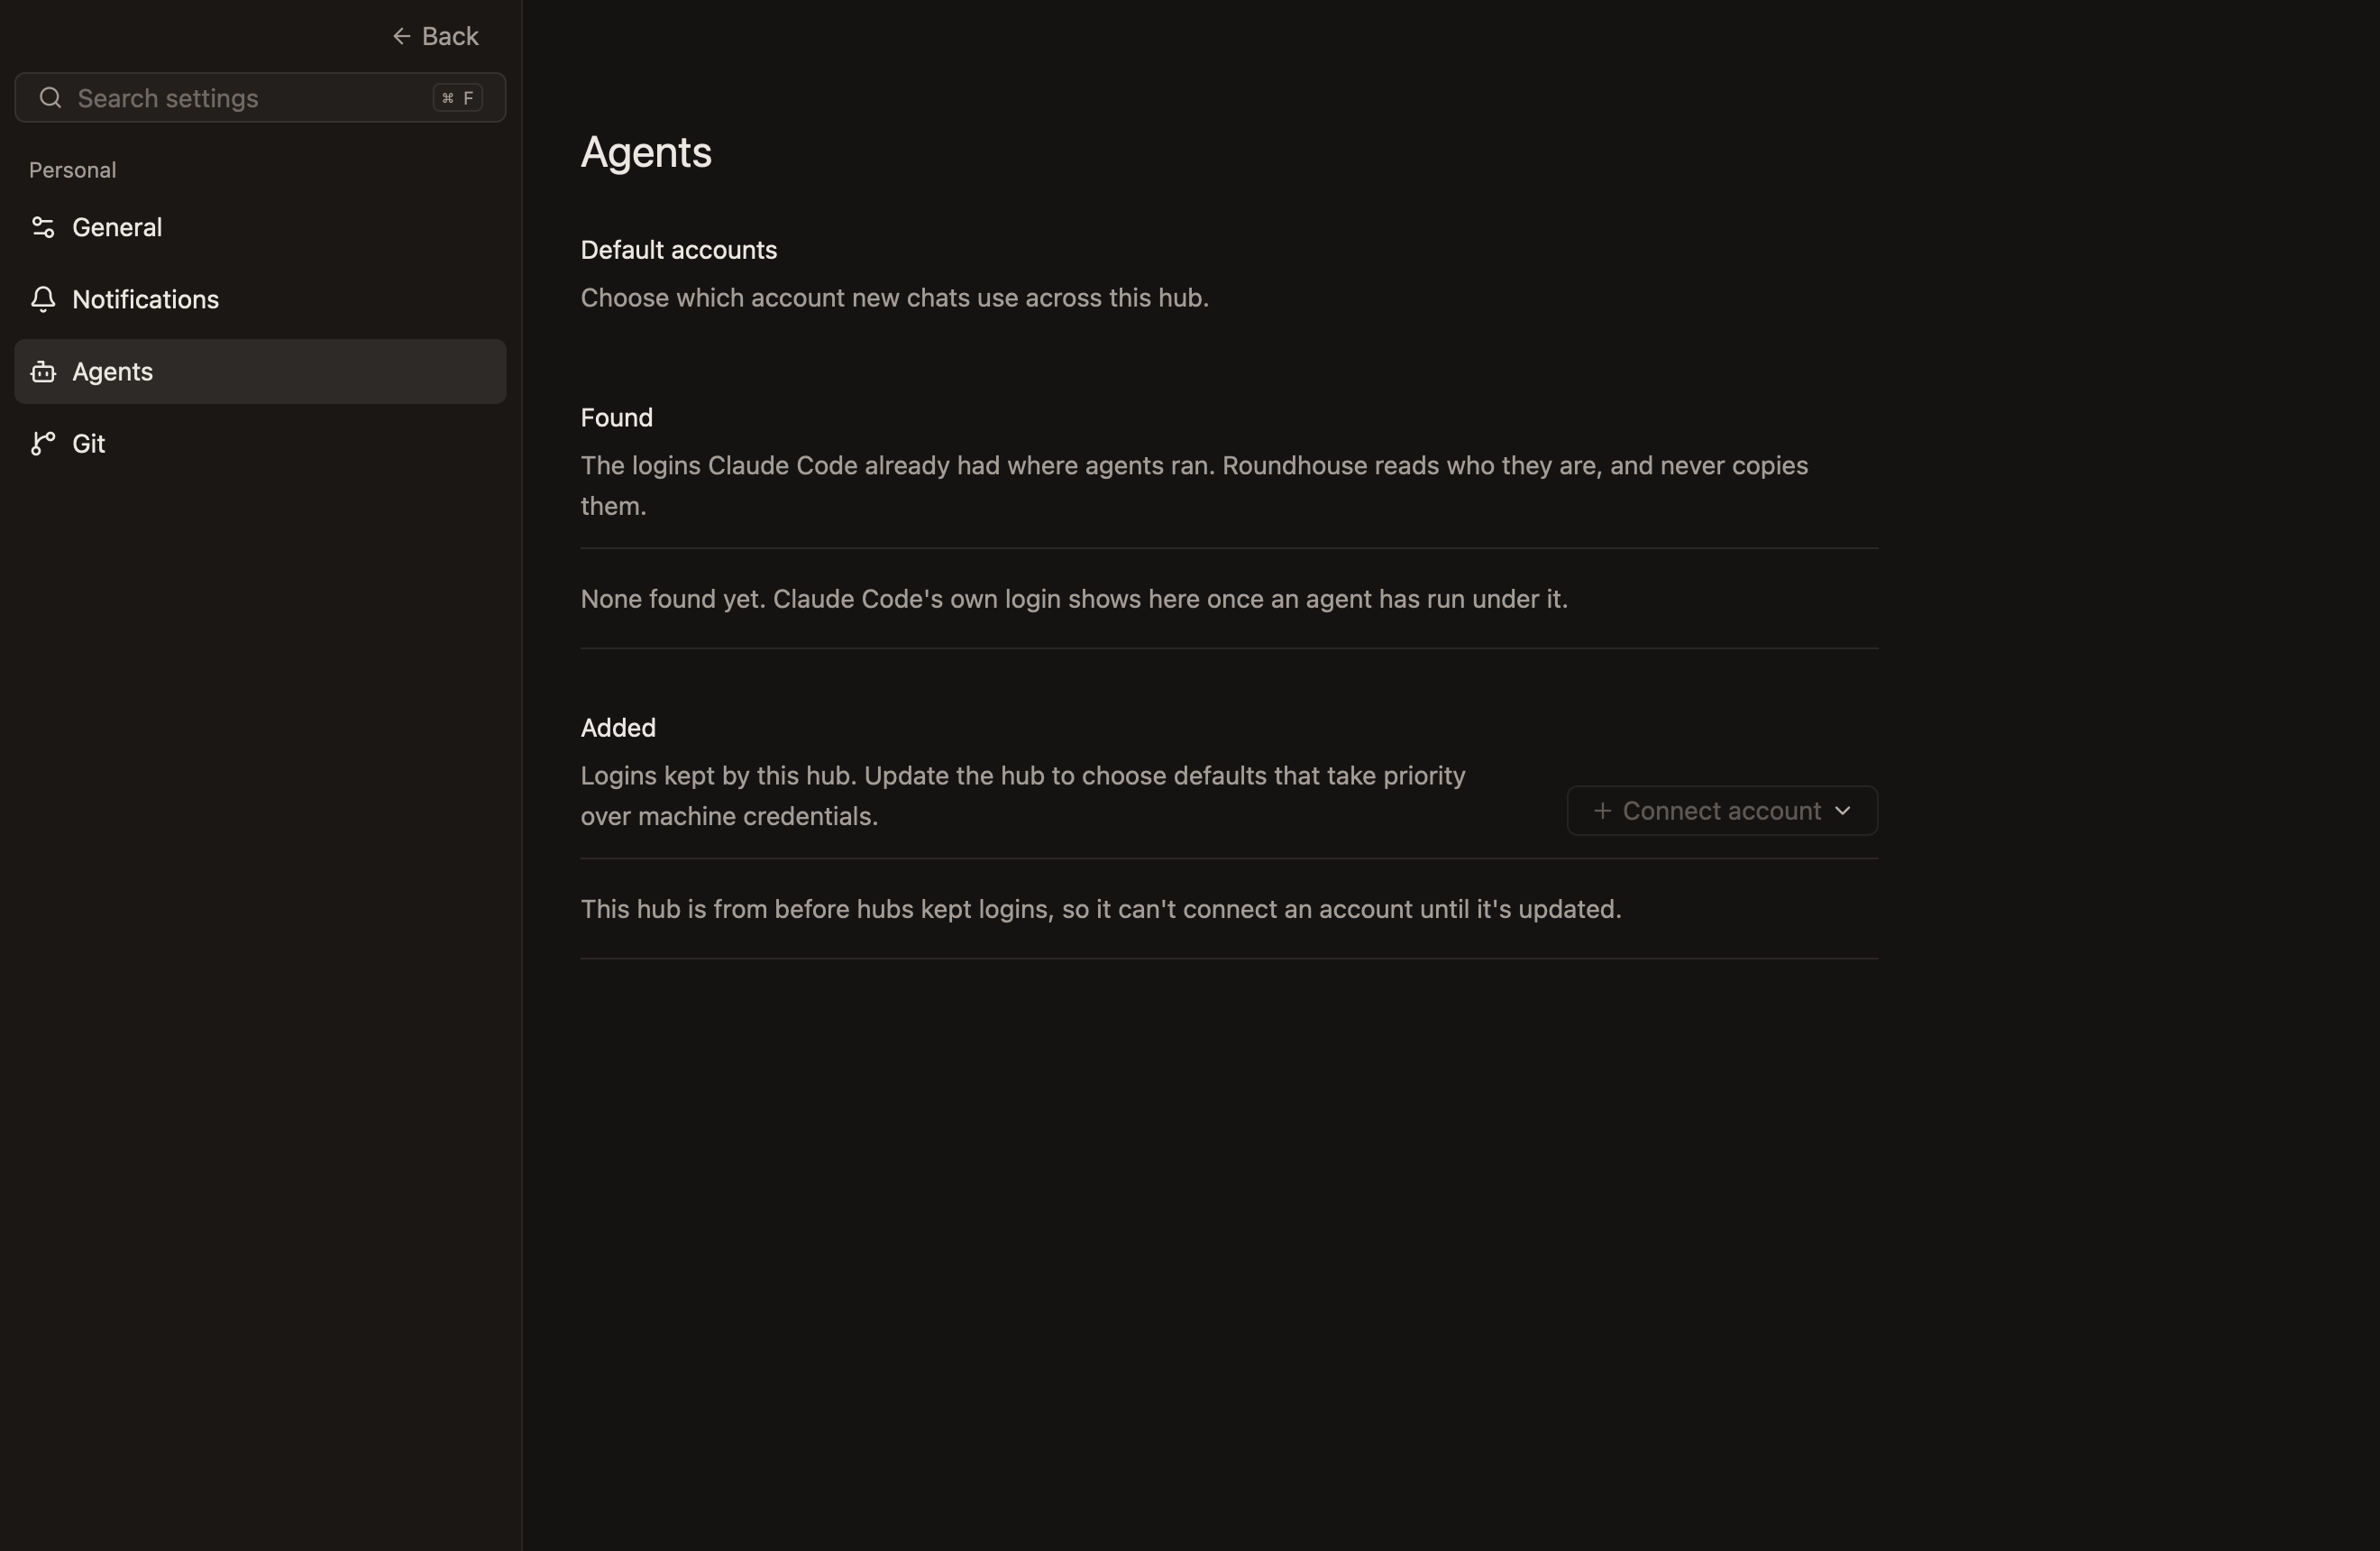 Back
Search settings
⌘ F
Personal
General
Notifications
Agents
Git
Agents
Default accounts
Choose which account new chats use across this hub.
Found
The logins Claude Code already had where agents ran. Roundhouse reads who they are, and never copies
them.
None found yet. Claude Code's own login shows here once an agent has run under it.
Added
Logins kept by this hub. Update the hub to choose defaults that take priority
over machine credentials.
Connect account
This hub is from before hubs kept logins, so it can't connect an account until it's updated.